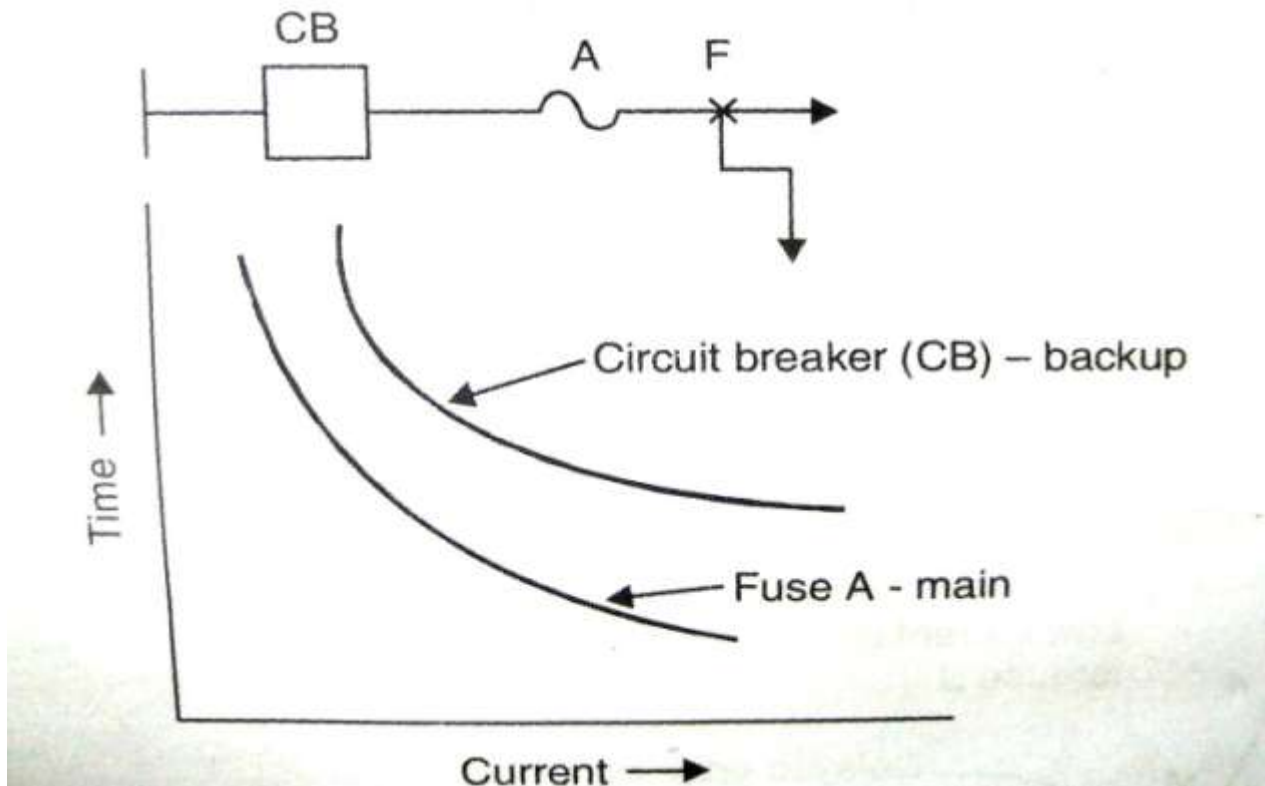 CB
A F
Circuit breaker (CB) – backup
Time
Fuse A - main
Current